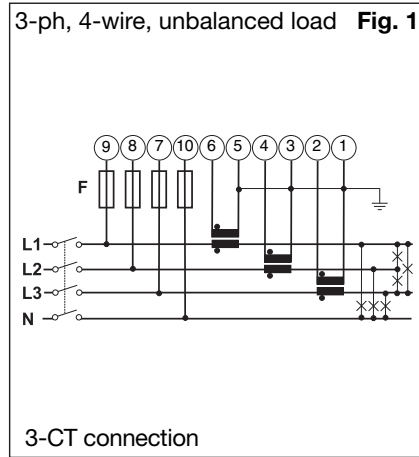 3-ph, 4-wire, unbalanced load Fig. 1
9 8 7 10 6 5 4 3 2 1
F
L1
L2
L3
N
3-CT connection